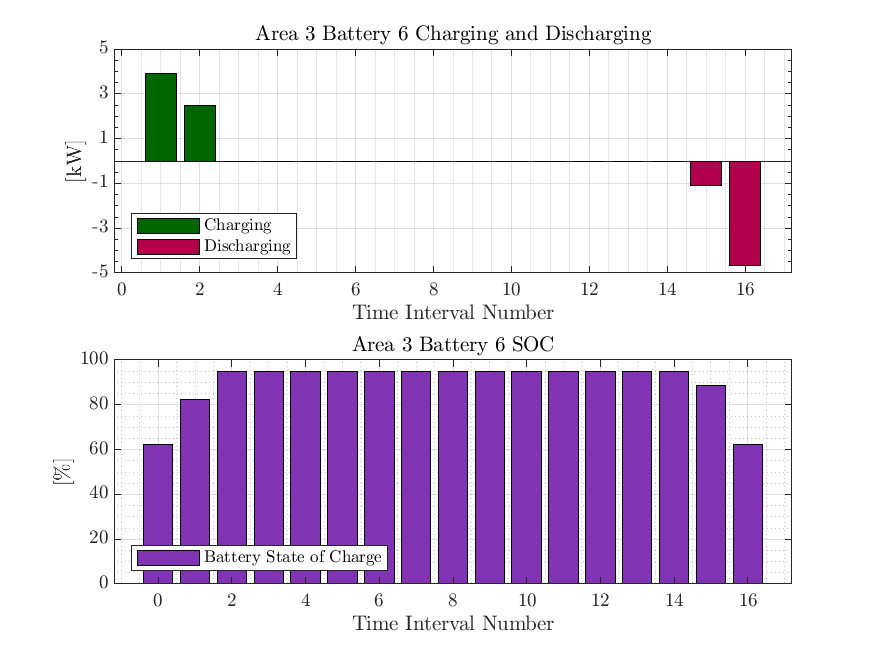 Area 3 Battery 6 Charging and Discharging
5
3
1
-1
-3
-5
[kW]
Charging
Discharging
0 2 4 6 8 10 12 14 16
Time Interval Number
Area 3 Battery 6 SOC
100
80
60
40
20
0
[%]
Battery State of Charge
0 2 4 6 8 10 12 14 16
Time Interval Number